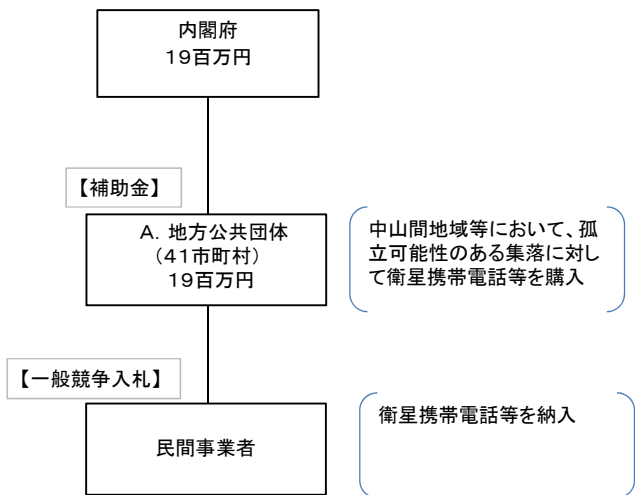 内閣府
19百万円
【補助金】
A. 地方公共団体
（41市町村）
19百万円
中山間地域等において、孤
立可能性のある集落に対し
て衛星携帯電話等を購入
【一般競争入札】
民間事業者
衛星携帯電話等を納入